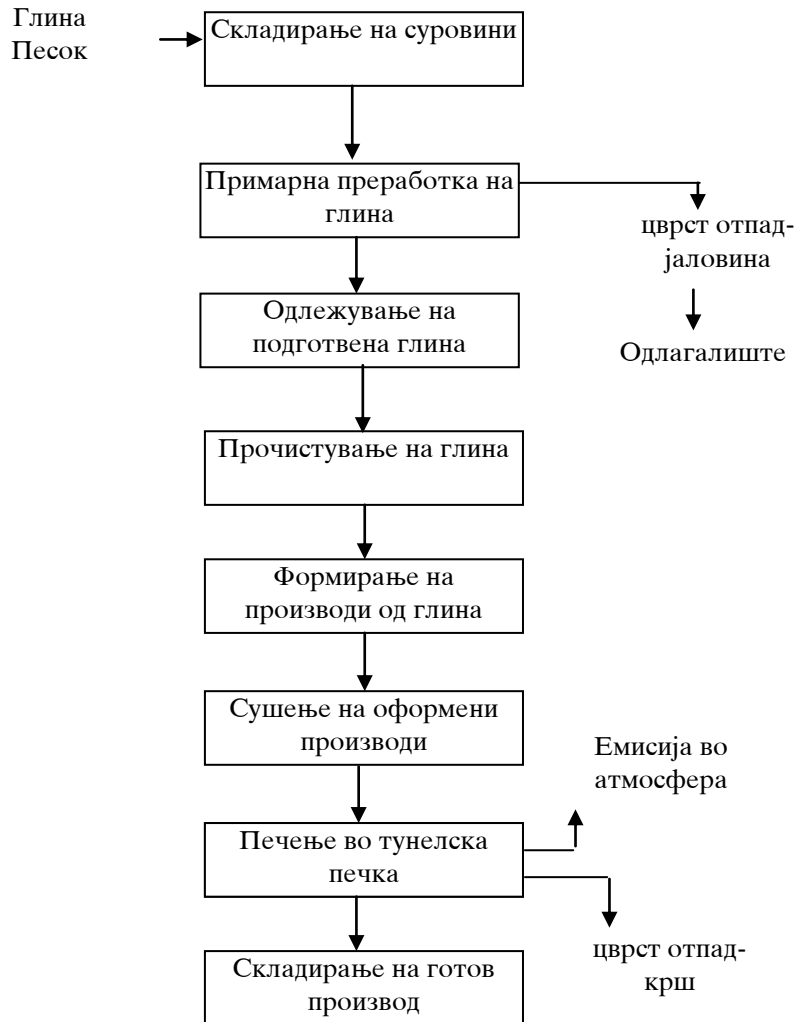 Глина
Песок
Складирање на суровини
Примарна преработка на
глина
цврст отпад-
јаловина
Одлежување на
подготвена глина
Одлагалиште
Прочистување на глина
Формирање на
производи од глина
Сушење на оформени
производи
Емисија во
атмосфера
Печење во тунелска
печка
цврст отпад-
крш
Складирање на готов
производ